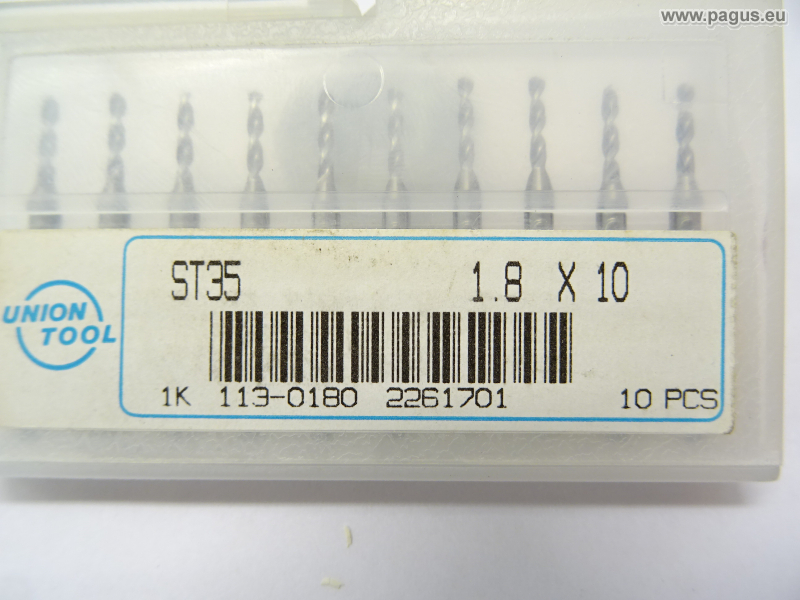 www.pagus.eu
ST35 1.8 X 10
UNION
TOOL
1K 113-0180 2261701 10 PCS